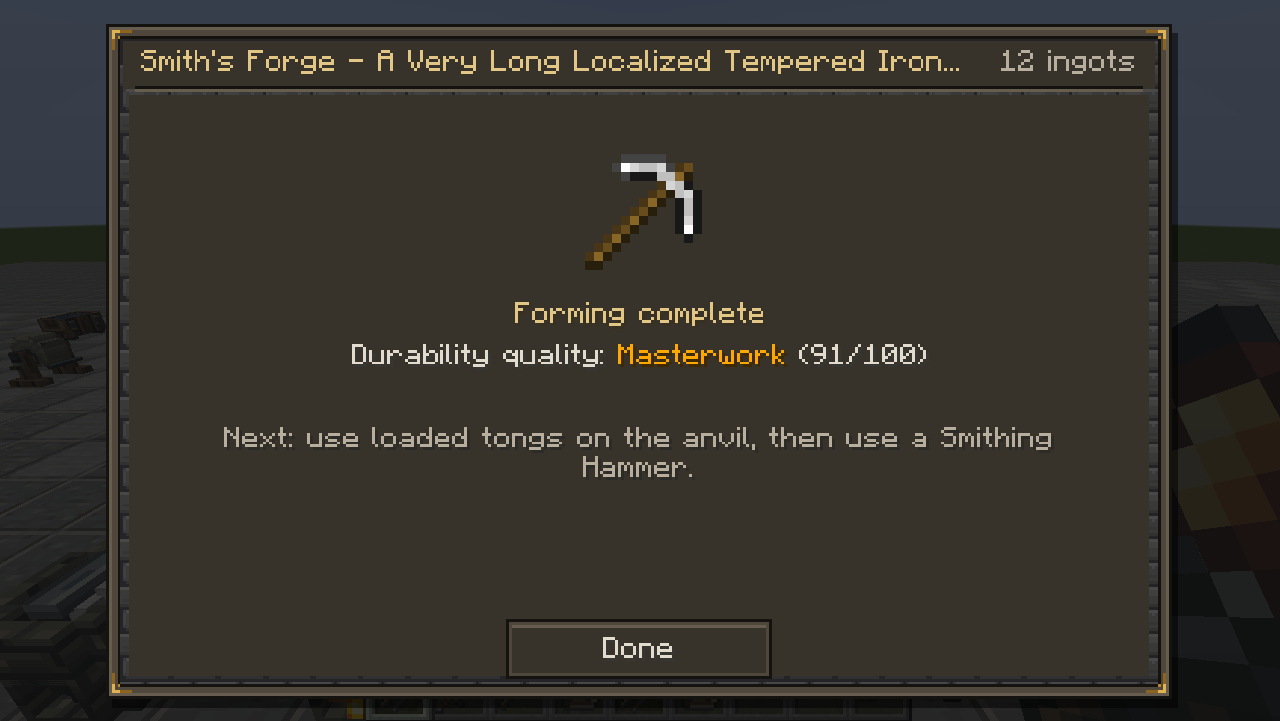 Smith's Forge - A Very Long Localized Tempered Iron... 12 ingots
Forming complete
Durability quality: Masterwork (91/100)
Next: use loaded tongs on the anvil, then use a Smithing
Hammer.
Done